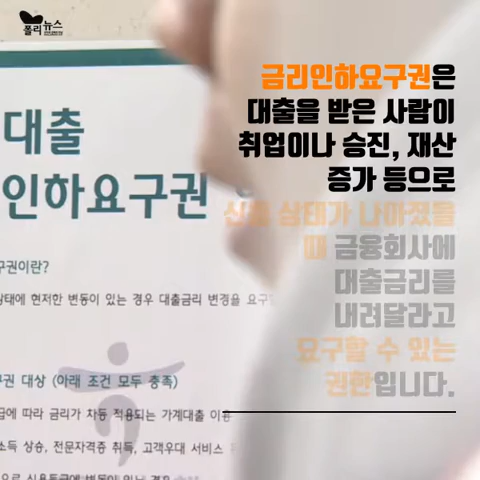 폴리뉴스
금리인하요구권은
대출을 받은 사람이
취업이나 승진, 재산
증가 등으로
신용 상태가 나아졌을
때 금융회사에
대출금리를
내려달라고
요구할 수 있는
권한입니다.
대출
인하요구권
구권이란?
상태에 현저한 변동이 있는 경우 대출금리 변경을 요구
구권 대상 (아래 조건 모두 충족)
급에 따라 금리가 차등 적용되는 가계대출 이용
소득 상승, 전문자격증 취득, 고객우대 서비스